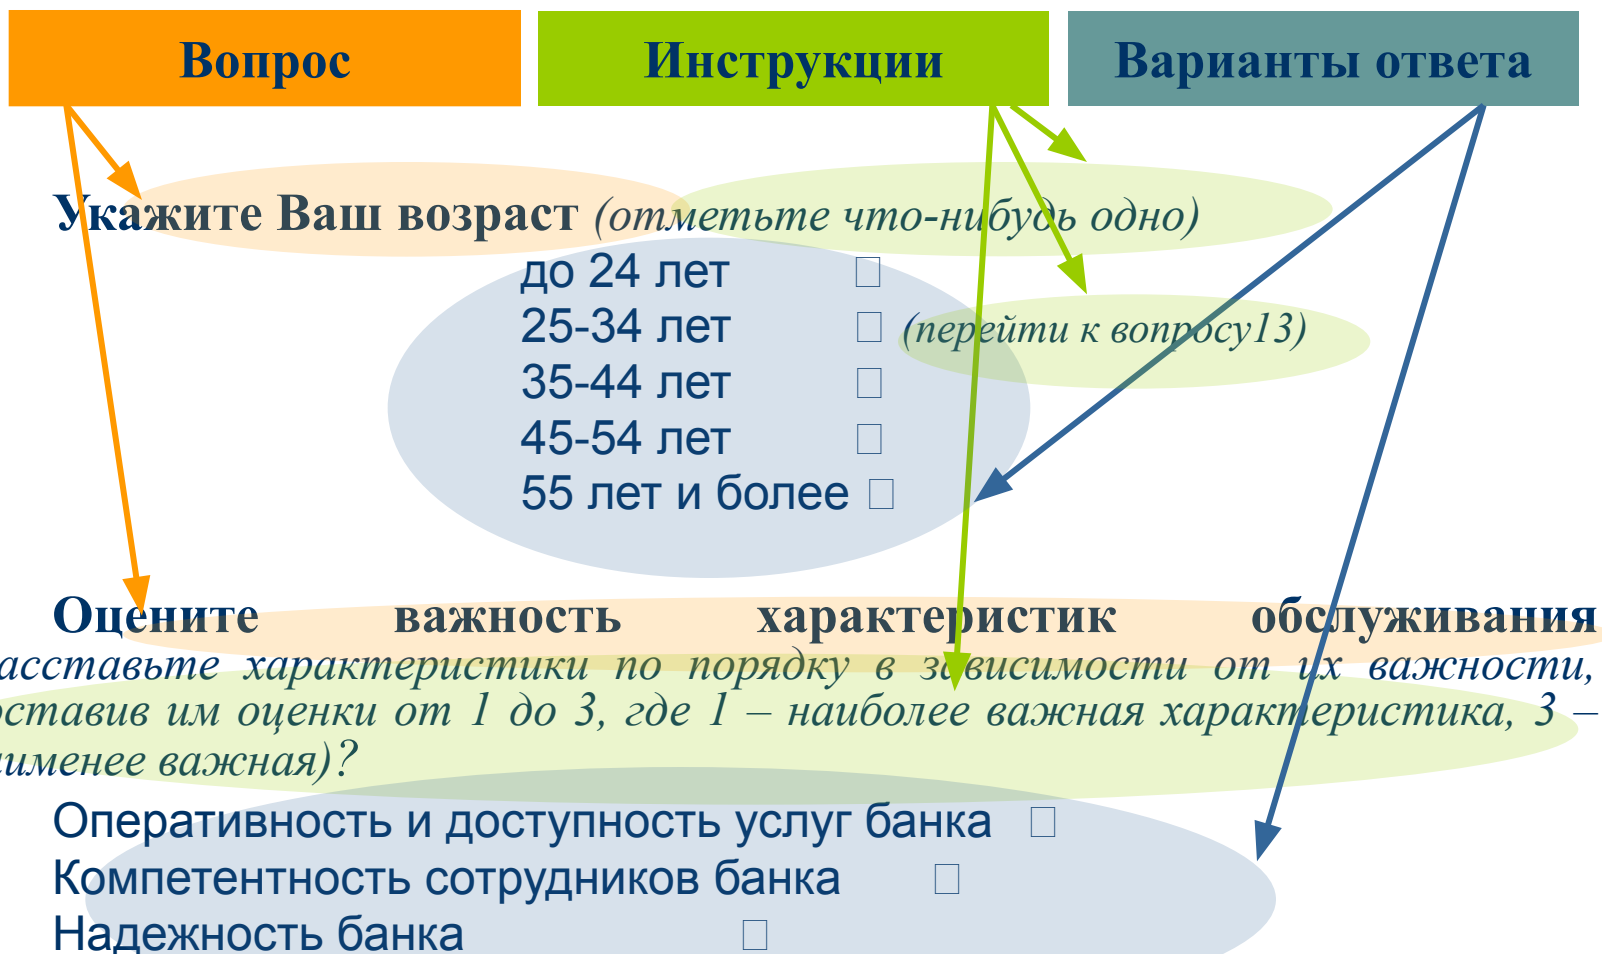 Вопрос
Инструкции
Варианты ответа
Укажите Ваш возраст (отметьте что-нибудь одно)
до 24 лет
25-34 лет (перейти к вопросу13)
35-44 лет
45-54 лет
55 лет и более
Оцените важность характеристик обслуживания
асставьте характеристики по порядку в зависимости от их важности,
оставив им оценки от 1 до 3, где 1 – наиболее важная характеристика, 3 –
именее важная)?
Оперативность и доступность услуг банка
Компетентность сотрудников банка
Надежность банка